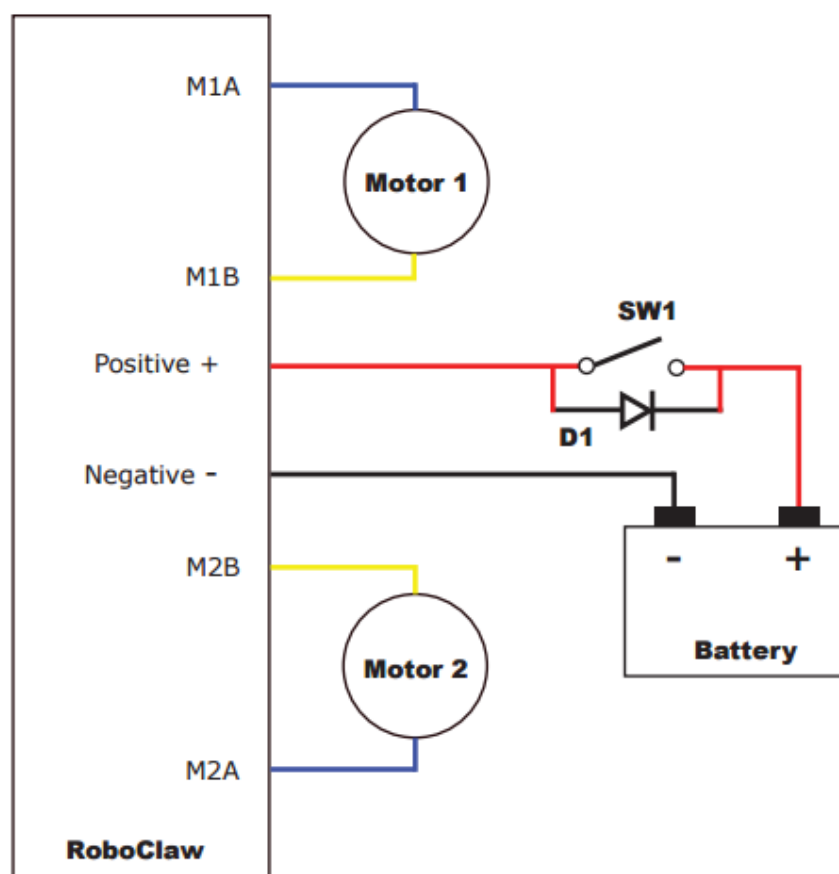 M1A
Motor 1
M1B
SW1
Positive +
D1
Negative -
M2B
- +
Battery
Motor 2
M2A
RoboClaw